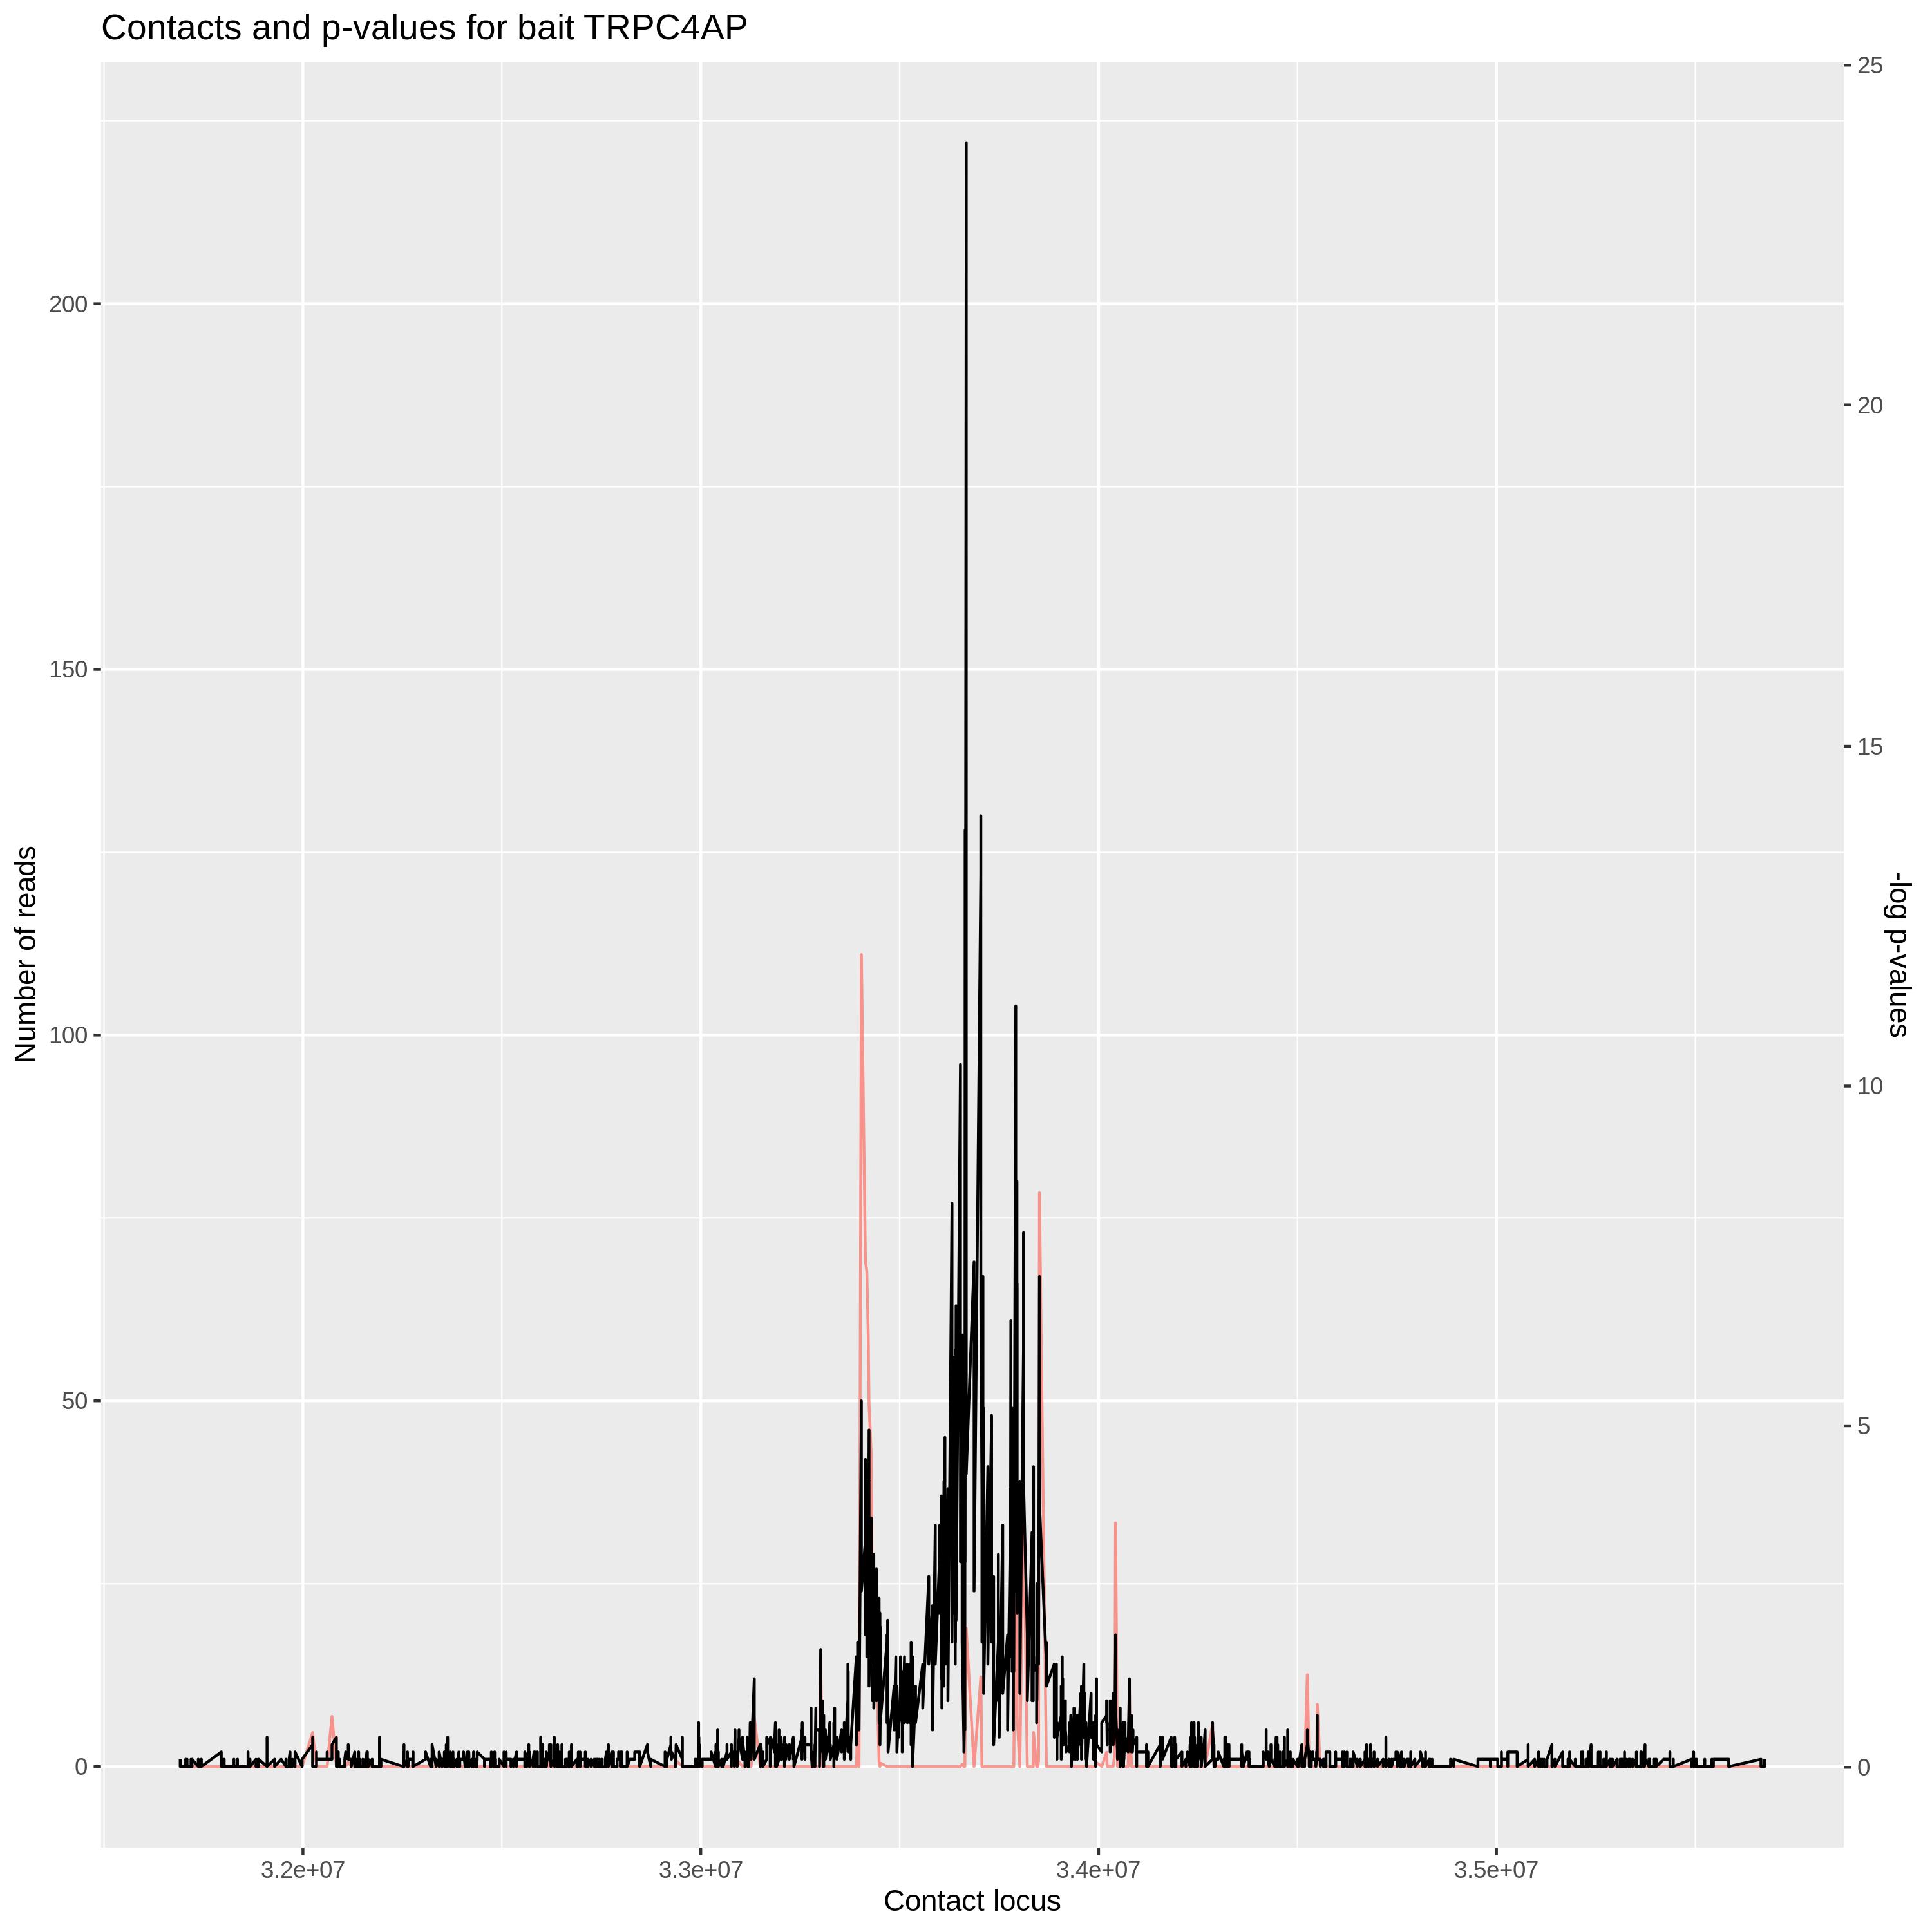 Contacts and p-values for bait TRPC4AP
25
200
20
150
15
Number of reads
-log p-values
100
10
50
5
0
0
3.2e+07
3.3e+07
3.4e+07
3.5e+07
Contact locus